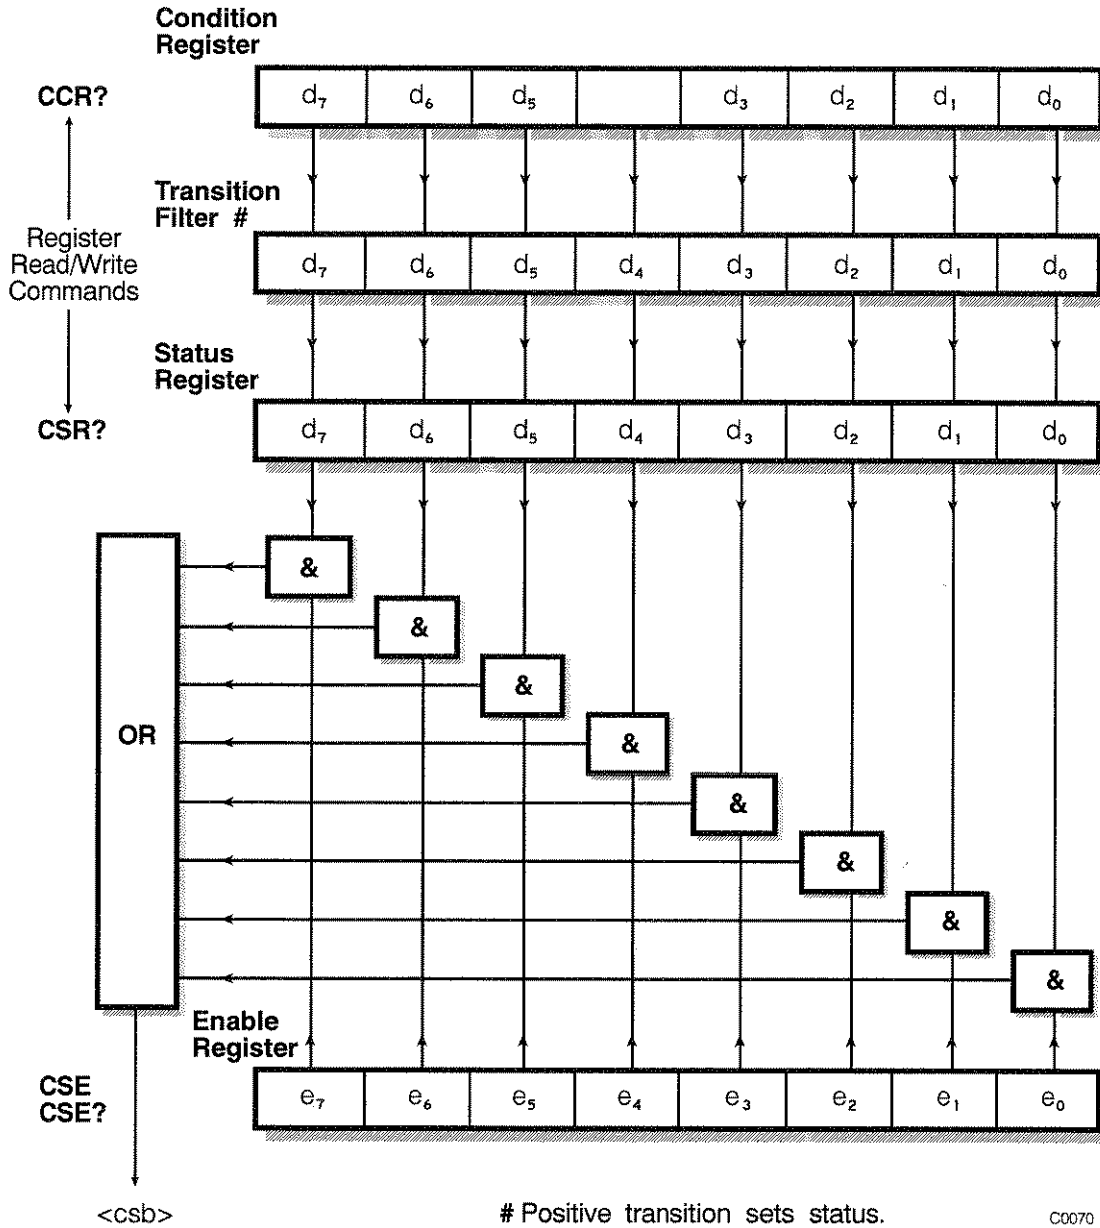 Condition
Register
CCR?
d₇ d₆ d₅ d₃ d₂ d₁ d₀
Transition
Filter #
Register
Read/Write
Commands
d₇ d₆ d₅ d₄ d₃ d₂ d₁ d₀
Status
Register
CSR?
d₇ d₆ d₅ d₄ d₃ d₂ d₁ d₀
&
&
&
OR
&
&
&
&
&
Enable
Register
CSE
CSE?
e₇ e₆ e₅ e₄ e₃ e₂ e₁ e₀
<csb>
# Positive transition sets status.
C0070